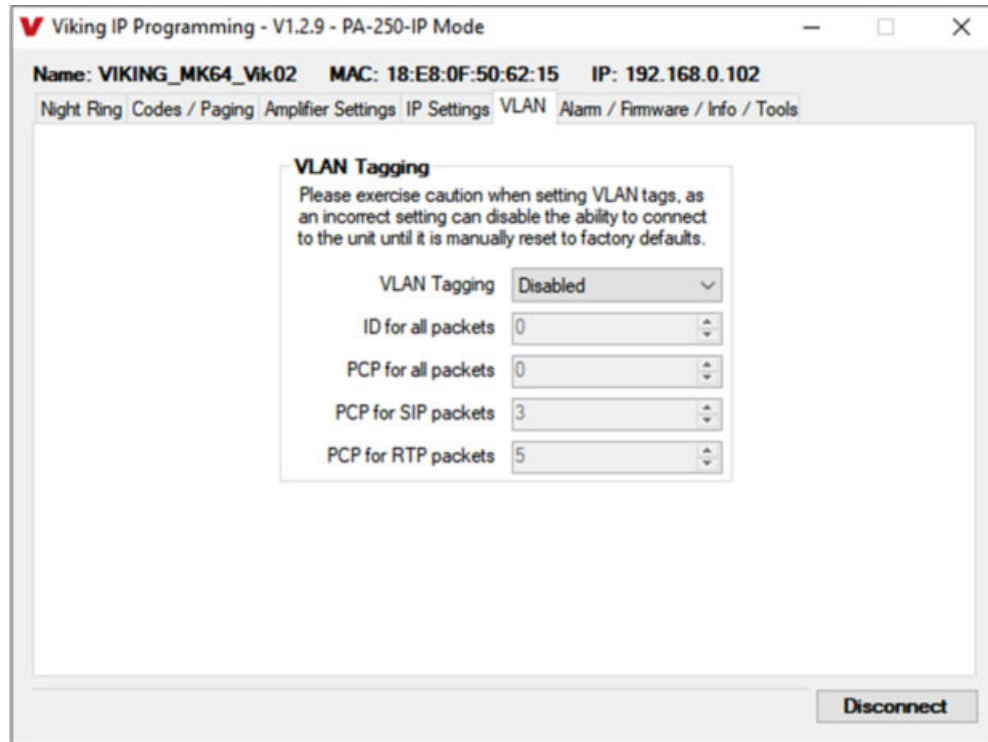 Viking IP Programming - V1.2.9 - PA-250-IP Mode
Name: VIKING_MK64_Vik02 MAC: 18:E8:0F:50:62:15 IP: 192.168.0.102
Night Ring Codes / Paging Amplifier Settings IP Settings VLAN Alarm / Firmware / Info / Tools
VLAN Tagging
Please exercise caution when setting VLAN tags, as
an incorrect setting can disable the ability to connect
to the unit until it is manually reset to factory defaults.
VLAN Tagging Disabled
ID for all packets 0
PCP for all packets 0
PCP for SIP packets 3
PCP for RTP packets 5
Disconnect